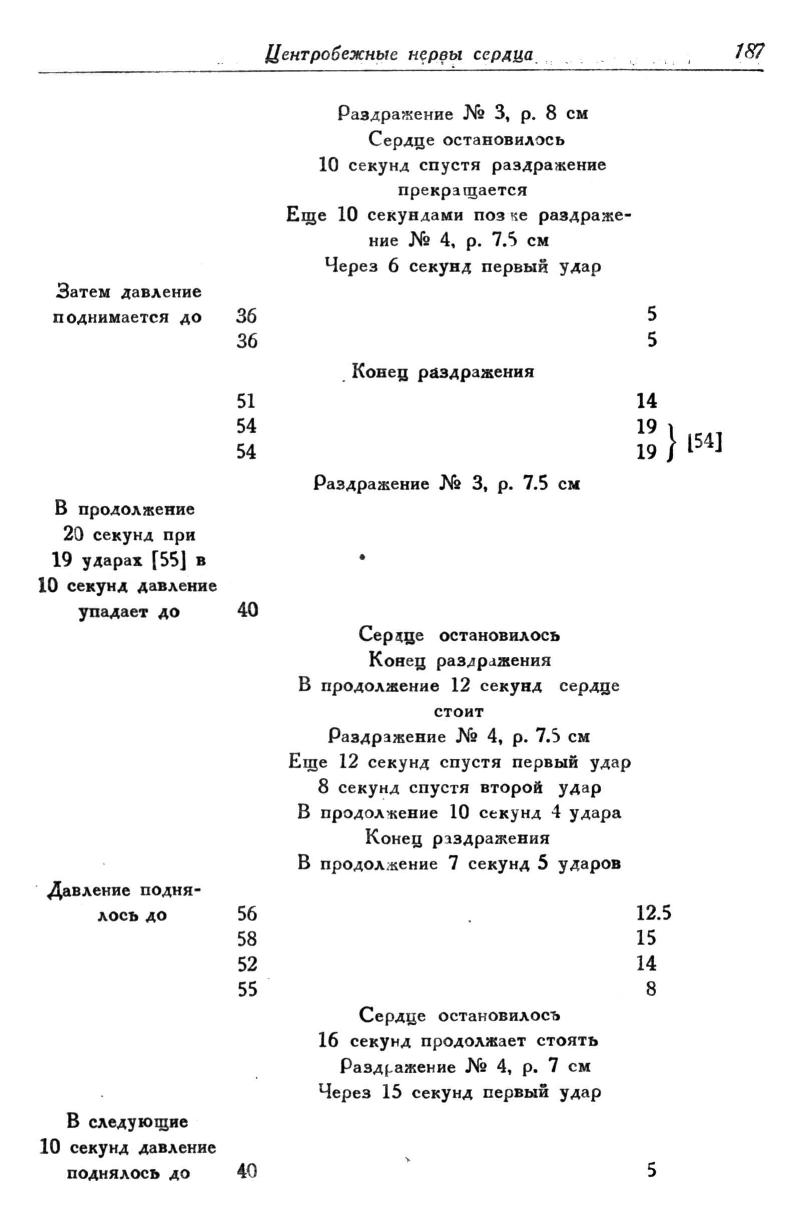 Центробежные нервы сердца 187
Раздражение № 3, р. 8 см
Сердце остановилось
10 секунд спустя раздражение
прекращается
Еще 10 секундами позже раздраже-
ние № 4, р. 7.5 см
Через 6 секунд первый удар
Затем давление
поднимается до 36 5
36 5
Конец раздражения
51 14
54 19
54 19 } [54]
Раздражение № 3, р. 7.5 см
В продолжение
20 секунд при
19 ударах [55] в
10 секунд давление
упадает до 40
Сердце остановилось
Конец раздражения
В продолжение 12 секунд сердце
стоит
Раздражение № 4, р. 7.5 см
Еще 12 секунд спустя первый удар
8 секунд спустя второй удар
В продолжение 10 секунд 4 удара
Конец раздражения
В продолжение 7 секунд 5 ударов
Давление подня-
лось до 56 12.5
58 15
52 14
55 8
Сердце остановилось
16 секунд продолжает стоять
Раздражение № 4, р. 7 см
Через 15 секунд первый удар
В следующие
10 секунд давление
поднялось до 40 5